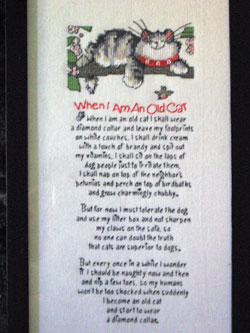 When I Am An Old Cat
When I am an old cat I shall wear
a diamond collar and leave my footprints
on white couches. I shall drink cream
with a touch of brandy and spit out
my vitamins. I shall sit on the laps of
dog people just to irritate them.
I shall nap on top of the neighbor's
petunias and perch on top of birdbaths
and grow charmingly chubby.
But for now I must tolerate the dog
and use my litter box and not sharpen
my claws on the sofa, so
no one can doubt the truth
that cats are superior to dogs.
But every once in a while I wonder
if I should be naughty now and then
and nip a few toes, so my humans
won't be too shocked when suddenly
I become an old cat
and start to wear
a diamond collar.